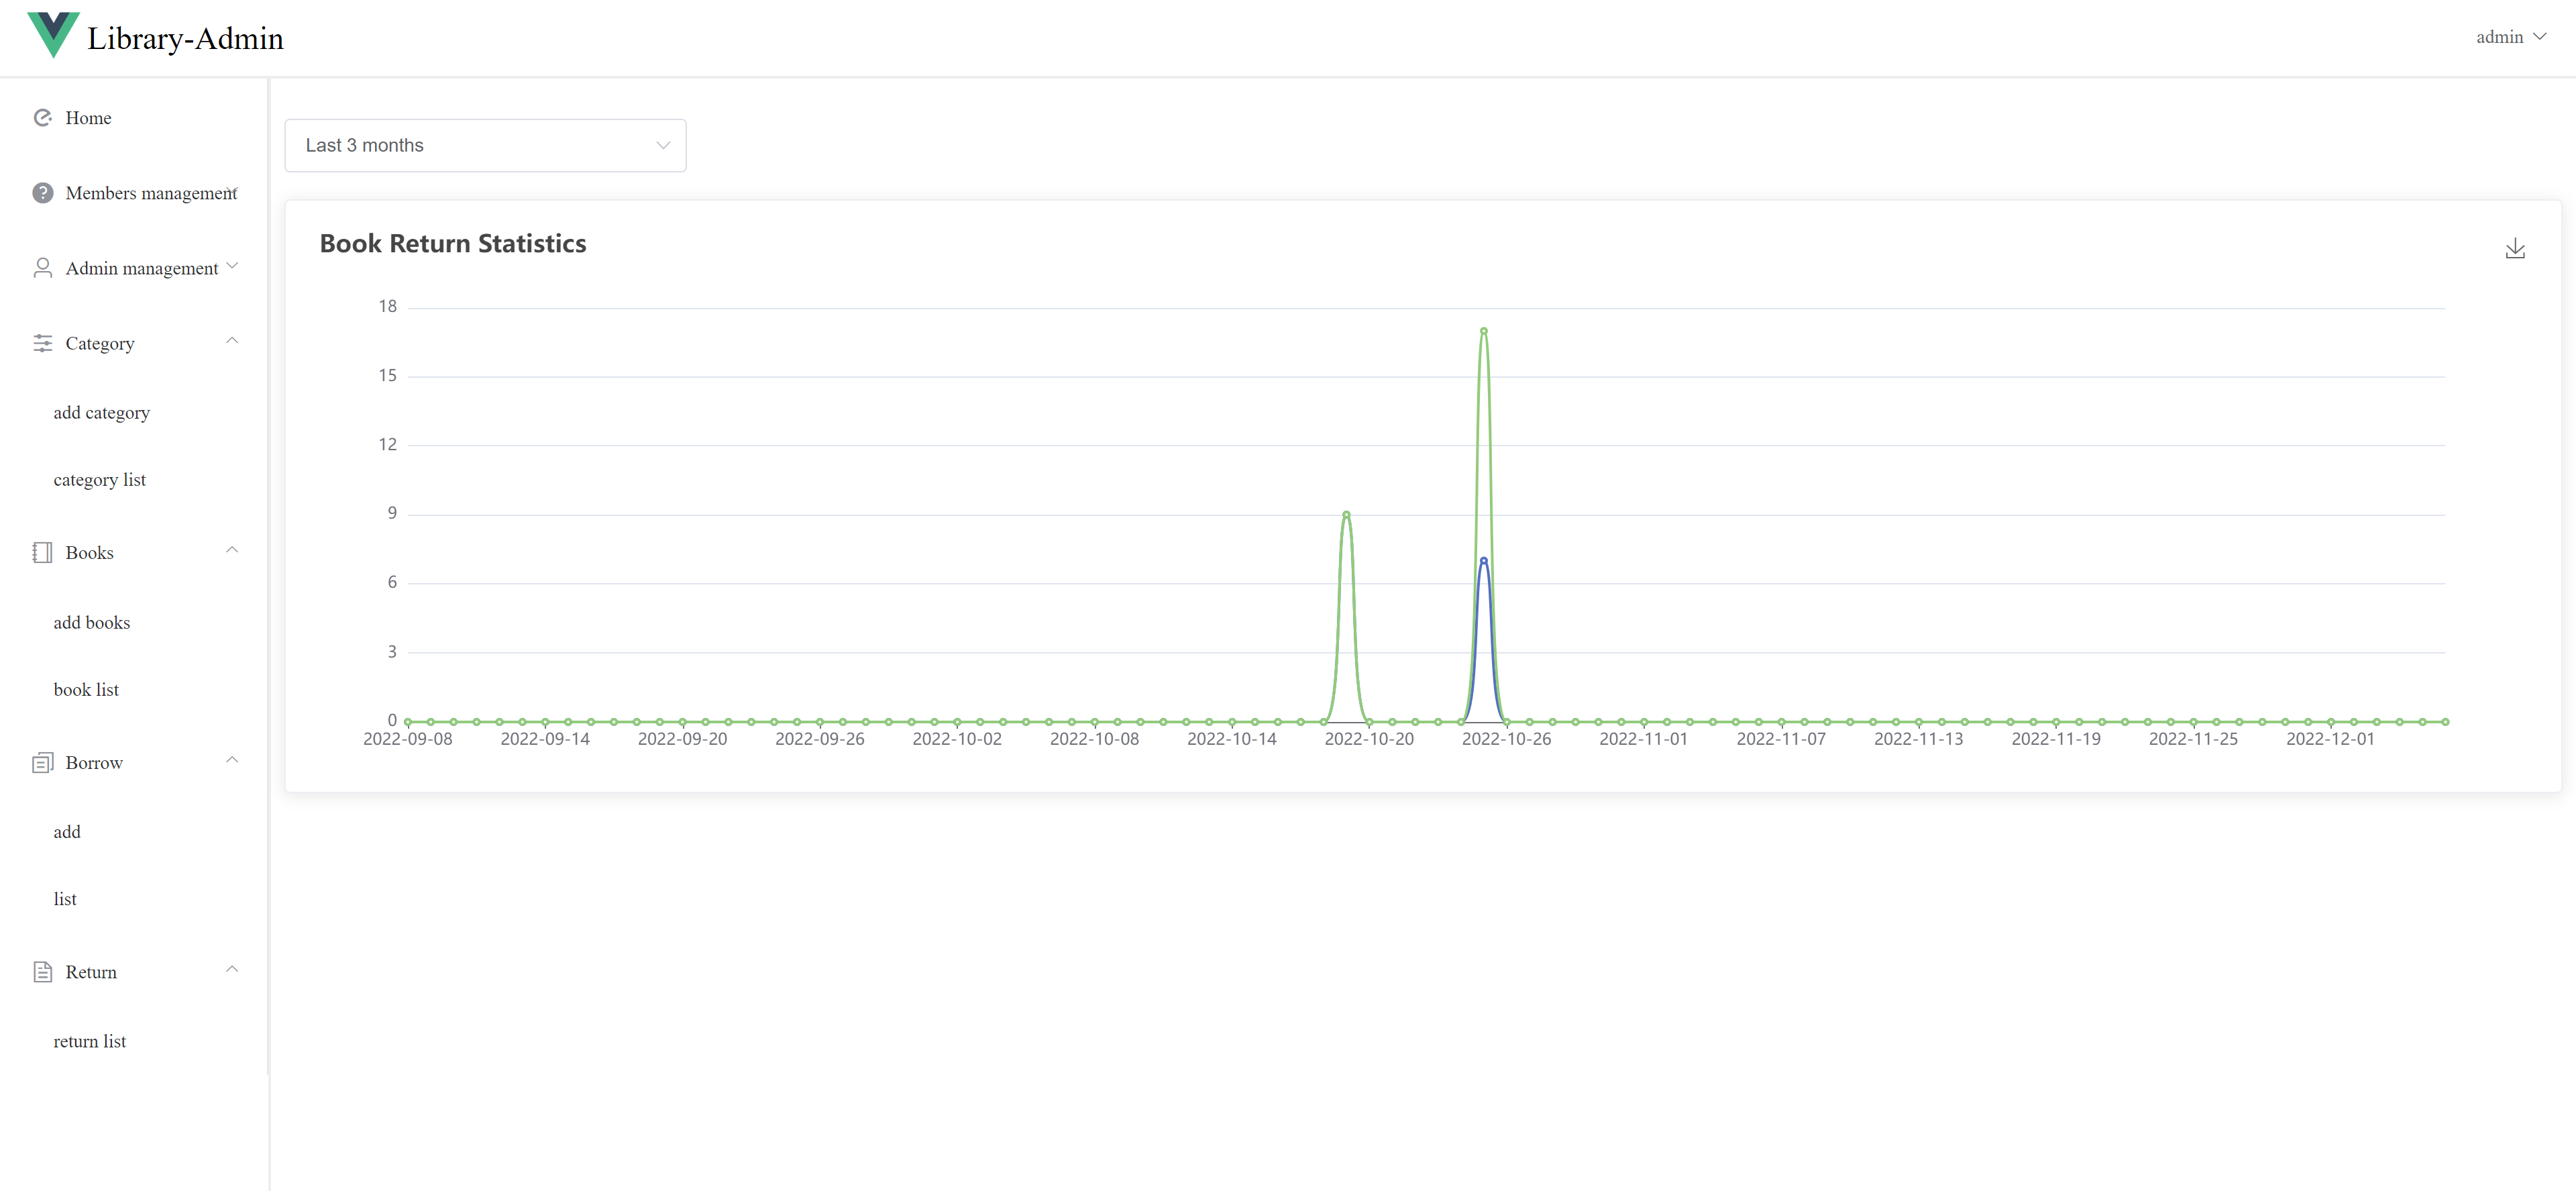 Library-Admin
admin
Home
Members management
Admin management
Category
add category
category list
Books
add books
book list
Borrow
add
list
Return
return list
Last 3 months
Book Return Statistics
18
15
12
9
6
3
0
2022-09-08 2022-09-14 2022-09-20 2022-09-26 2022-10-02 2022-10-08 2022-10-14 2022-10-20 2022-10-26 2022-11-01 2022-11-07 2022-11-13 2022-11-19 2022-11-25 2022-12-01